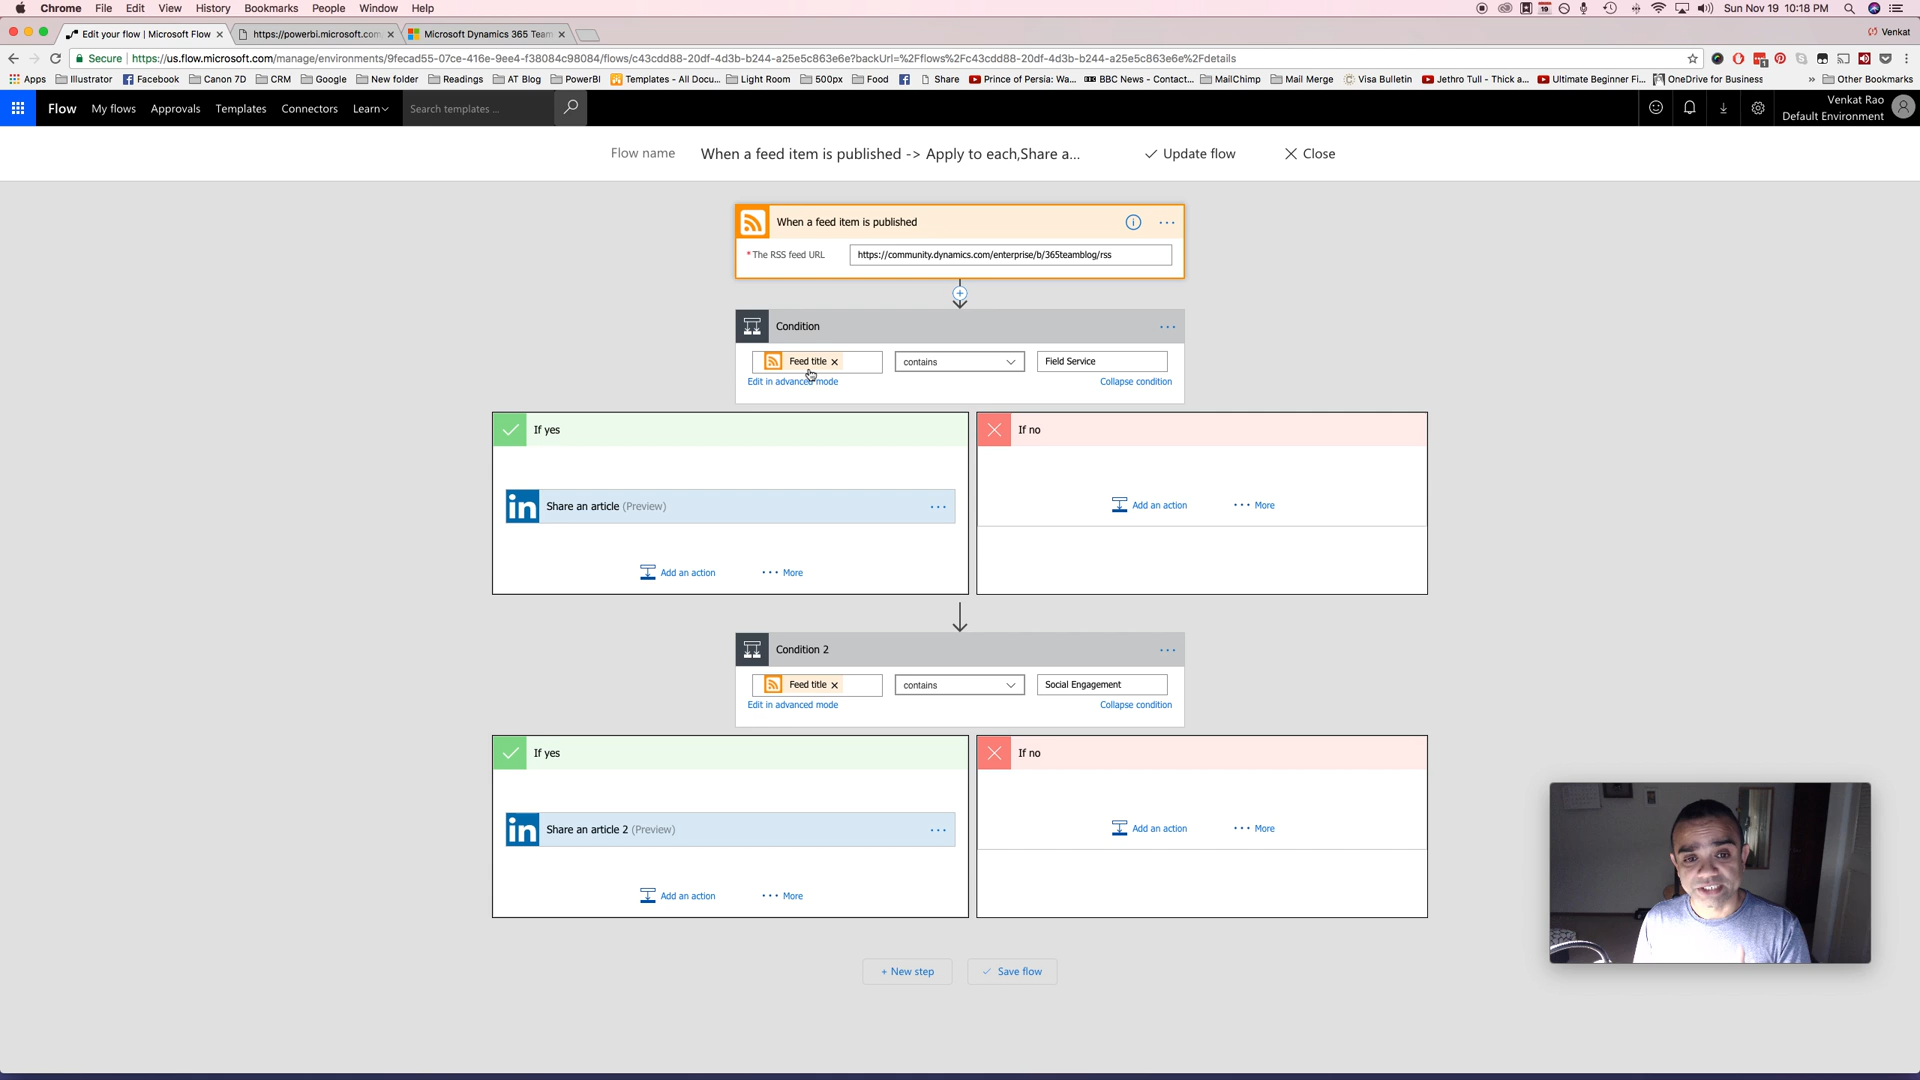 Chrome File Edit View History Bookmarks People Window Help
19 Sun Nov 19 10:18 PM
Edit your flow | Microsoft Flow × https://powerbi.microsoft.com × Microsoft Dynamics 365 Team × Venkat
Secure | https://us.flow.microsoft.com/manage/environments/9fecad55-07ce-416e-9ee4-f38084c98084/flows/c43cdd88-20df-4d3b-b244-a25e5c863e6e?backUrl=%2Fflows%2Fc43cdd88-20df-4d3b-b244-a25e5c863e6e%2Fdetails
Apps Illustrator Facebook Canon 7D CRM Google New folder Readings AT Blog PowerBI Templates - All Docu... Light Room 500px Food Share Prince of Persia: Wa... BBC News - Contact... MailChimp Mail Merge Visa Bulletin Jethro Tull - Thick a... Ultimate Beginner Fi... OneDrive for Business » Other Bookmarks
Flow My flows Approvals Templates Connectors Learn Search templates ...
Venkat Rao
Default Environment
Flow name When a feed item is published -> Apply to each,Share a... Update flow Close
When a feed item is published
* The RSS feed URL https://community.dynamics.com/enterprise/b/365teamblog/rss
Condition
Feed title × contains Field Service
Edit in advanced mode Collapse condition
If yes
If no
in Share an article (Preview)
Add an action ··· More
Add an action ··· More
Condition 2
Feed title × contains Social Engagement
Edit in advanced mode Collapse condition
If yes
If no
in Share an article 2 (Preview)
Add an action ··· More
Add an action ··· More
+ New step Save flow